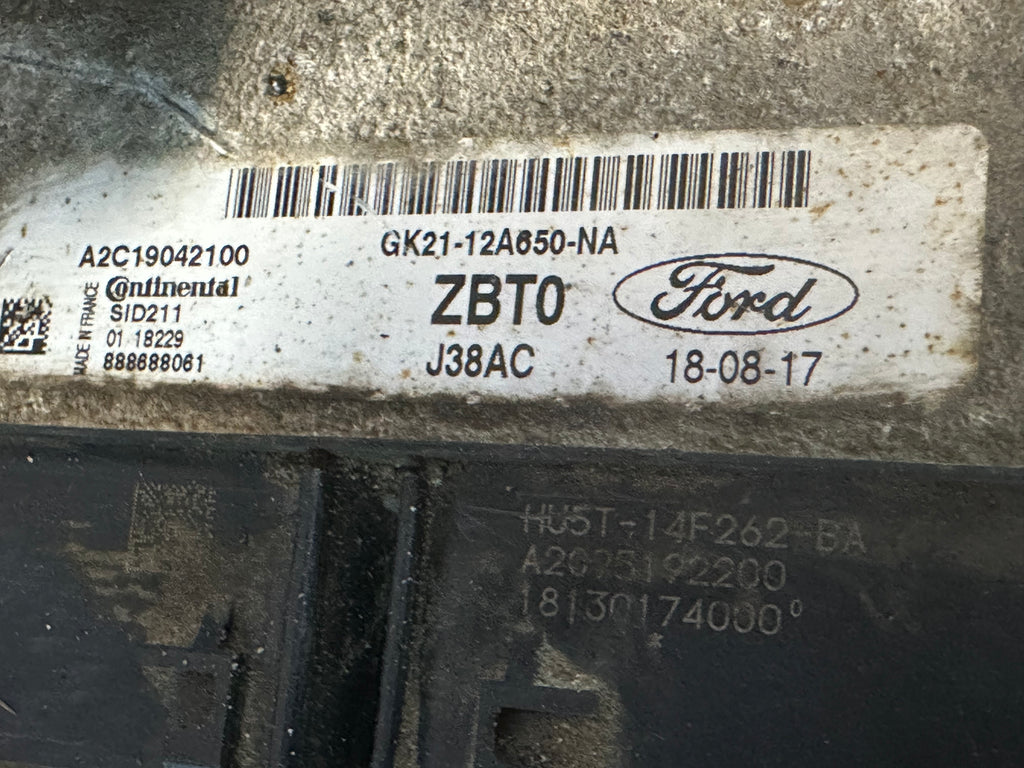 GK21-12A650-NA
A2C19042100
Continental
SID211
01 18229
888688061
MADE IN FRANCE
ZBT0
J38AC
Ford
18-08-17
HU5T-14F262-BA
18130174000